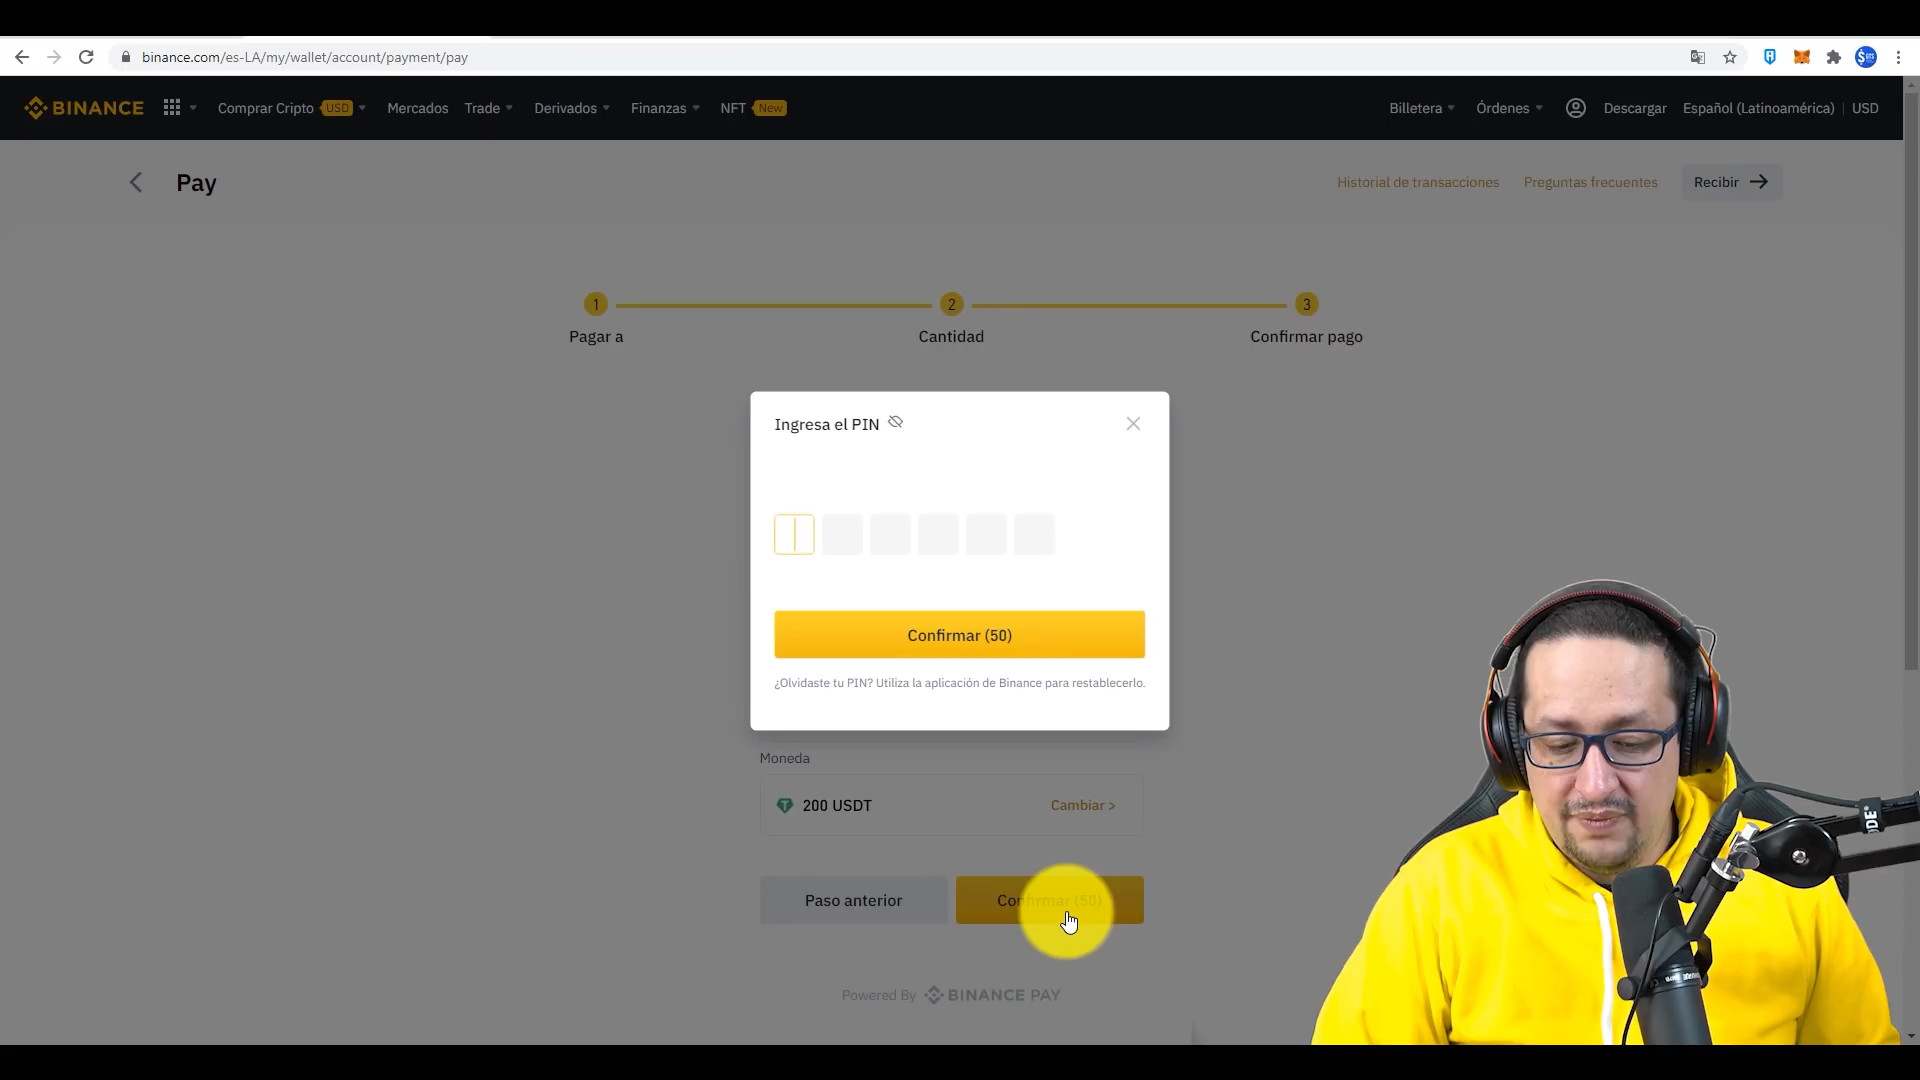 binance.com/es-LA/my/wallet/account/payment/pay
BINANCE Comprar Cripto USD Mercados Trade Derivados Finanzas NFT New Billetera Órdenes Descargar Español (Latinoamérica) | USD
Pay Historial de transacciones Preguntas frecuentes Recibir
1 2 3
Pagar a Cantidad Confirmar pago
Ingresa el PIN
Confirmar (50)
¿Olvidaste tu PIN? Utiliza la aplicación de Binance para restablecerlo.
Moneda
200 USDT Cambiar >
Paso anterior Confirmar (50)
Powered By BINANCE PAY